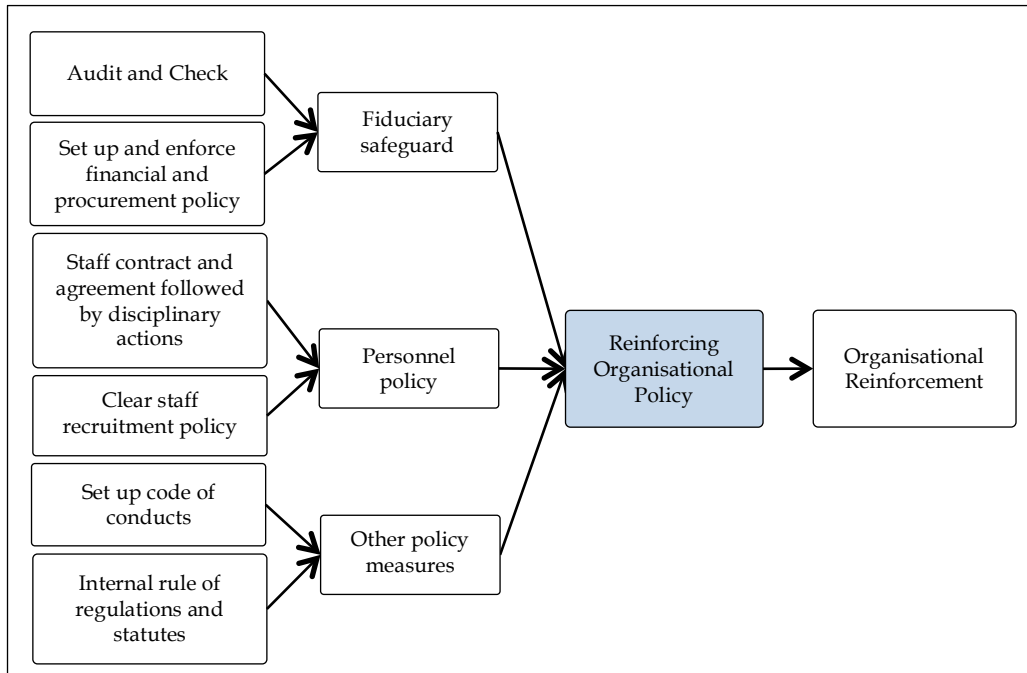 Audit and Check
Set up and enforce
financial and
procurement policy
Staff contract and
agreement followed
by disciplinary
actions
Clear staff
recruitment policy
Set up code of
conducts
Internal rule of
regulations and
statutes
Fiduciary
safeguard
Personnel
policy
Other policy
measures
Reinforcing
Organisational
Policy
Organisational
Reinforcement